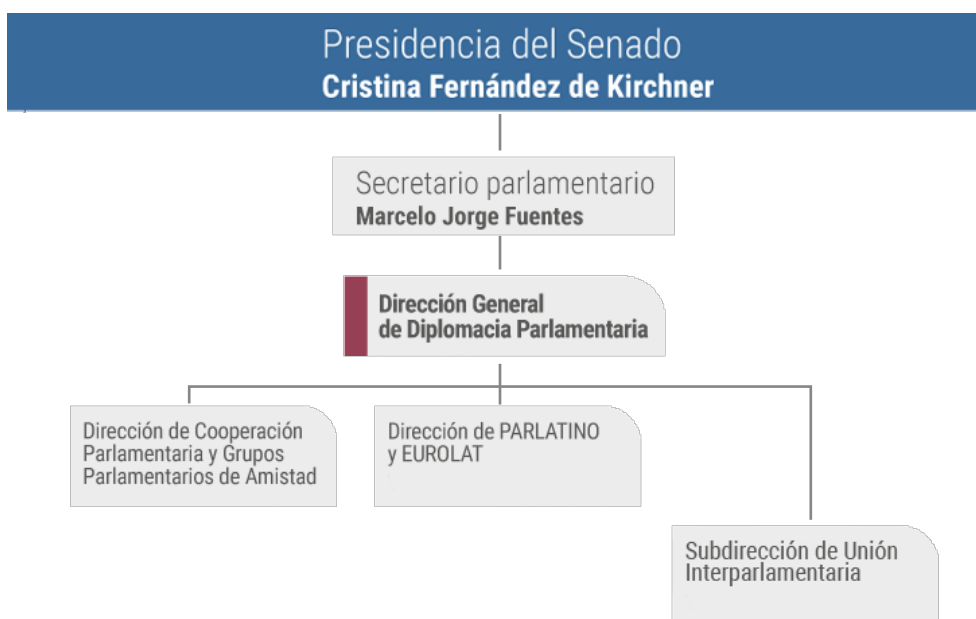 Presidencia del Senado
Cristina Fernández de Kirchner
Secretario parlamentario
Marcelo Jorge Fuentes
Dirección General
de Diplomacia Parlamentaria
Dirección de Cooperación
Parlamentaria y Grupos
Parlamentarios de Amistad
Dirección de PARLATINO
y EUROLAT
Subdirección de Unión
Interparlamentaria